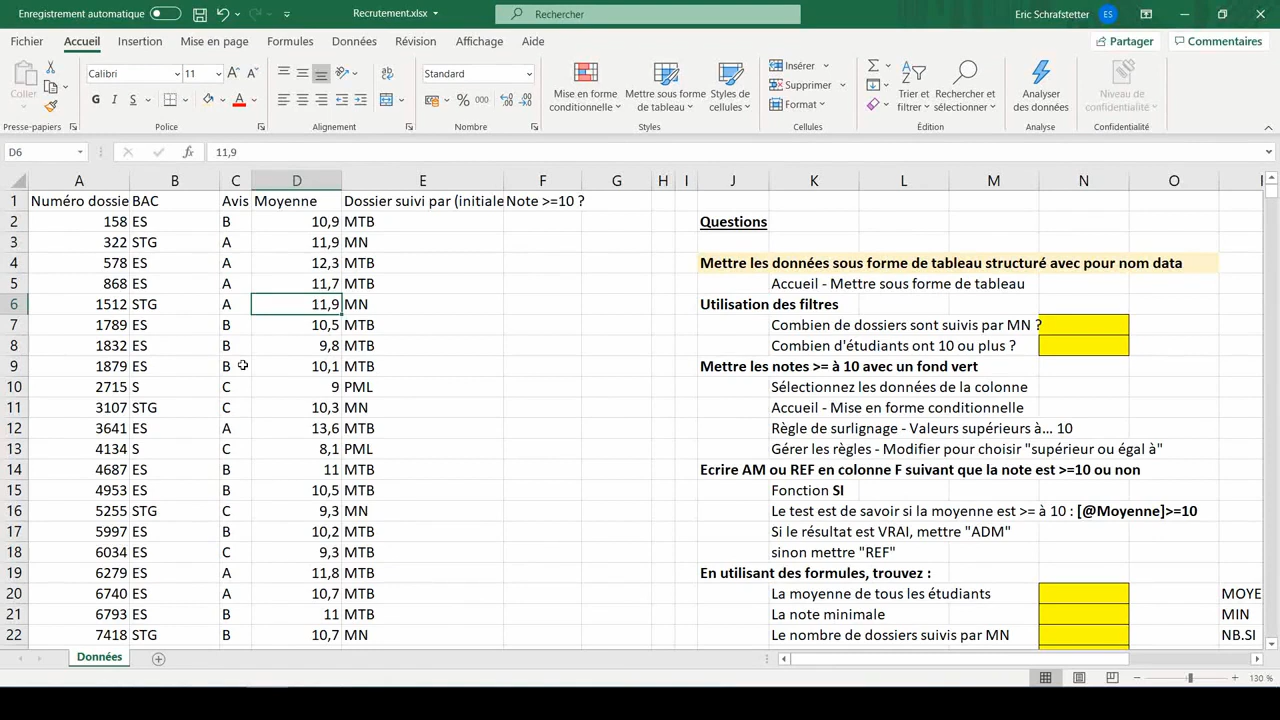 Enregistrement automatique Recrutement.xlsx Rechercher Eric Schrafstetter ES
Fichier Accueil Insertion Mise en page Formules Données Révision Affichage Aide Partager Commentaires
Coller Calibri 11 Standard Mise en forme conditionnelle Mettre sous forme de tableau Styles de cellules Insérer Supprimer Format Trier et filtrer Rechercher et sélectionner Analyser des données Niveau de confidentialité
G I S A % 000
Presse-papiers Police Alignement Nombre Styles Cellules Édition Analyse Confidentialité
D6 fx 11,9
A B C D E F G H I J K L M N O
1 Numéro dossie BAC Avis Moyenne Dossier suivi par (initiale Note >=10 ?
2 158 ES B 10,9 MTB Questions
3 322 STG A 11,9 MN
4 578 ES A 12,3 MTB Mettre les données sous forme de tableau structuré avec pour nom data
5 868 ES A 11,7 MTB Accueil - Mettre sous forme de tableau
6 1512 STG A 11,9 MN Utilisation des filtres
7 1789 ES B 10,5 MTB Combien de dossiers sont suivis par MN ?
8 1832 ES B 9,8 MTB Combien d'étudiants ont 10 ou plus ?
9 1879 ES B 10,1 MTB Mettre les notes >= à 10 avec un fond vert
10 2715 S C 9 PML Sélectionnez les données de la colonne
11 3107 STG C 10,3 MN Accueil - Mise en forme conditionnelle
12 3641 ES A 13,6 MTB Règle de surlignage - Valeurs supérieurs à... 10
13 4134 S C 8,1 PML Gérer les règles - Modifier pour choisir "supérieur ou égal à"
14 4687 ES B 11 MTB Ecrire AM ou REF en colonne F suivant que la note est >=10 ou non
15 4953 ES B 10,5 MTB Fonction SI
16 5255 STG C 9,3 MN Le test est de savoir si la moyenne est >= à 10 : [@Moyenne]>=10
17 5997 ES B 10,2 MTB Si le résultat est VRAI, mettre "ADM"
18 6034 ES C 9,3 MTB sinon mettre "REF"
19 6279 ES A 11,8 MTB En utilisant des formules, trouvez :
20 6740 ES A 10,7 MTB La moyenne de tous les étudiants MOYE
21 6793 ES B 11 MTB La note minimale MIN
22 7418 STG B 10,7 MN Le nombre de dossiers suivis par MN NB.SI
Données
130 %